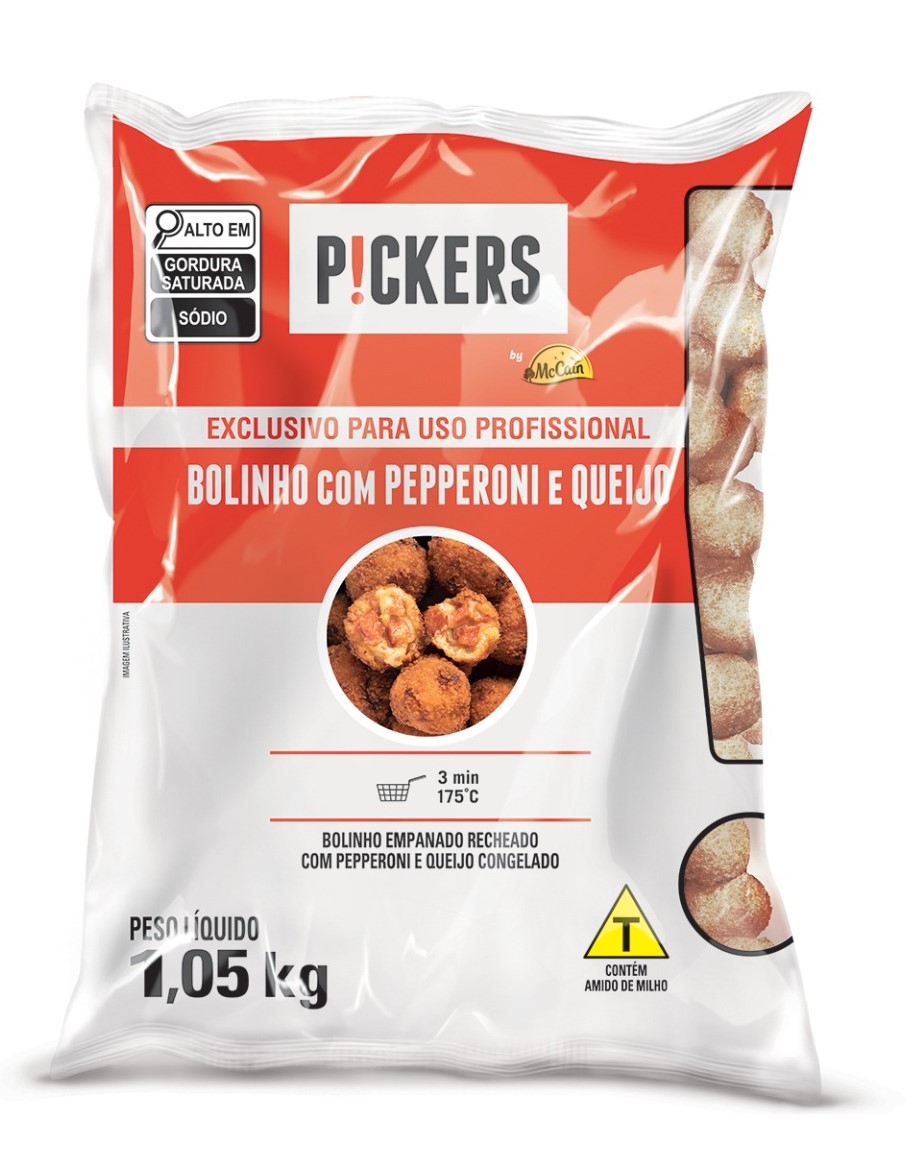 ALTO EM
GORDURA
SATURADA
SÓDIO
P!CKERS
by
McCain
EXCLUSIVO PARA USO PROFISSIONAL
BOLINHO COM PEPPERONI E QUEIJO
IMAGEM ILUSTRATIVA
3 min
175°C
BOLINHO EMPANADO RECHEADO
COM PEPPERONI E QUEIJO CONGELADO
PESO LÍQUIDO
1,05 kg
T
CONTÉM
AMIDO DE MILHO